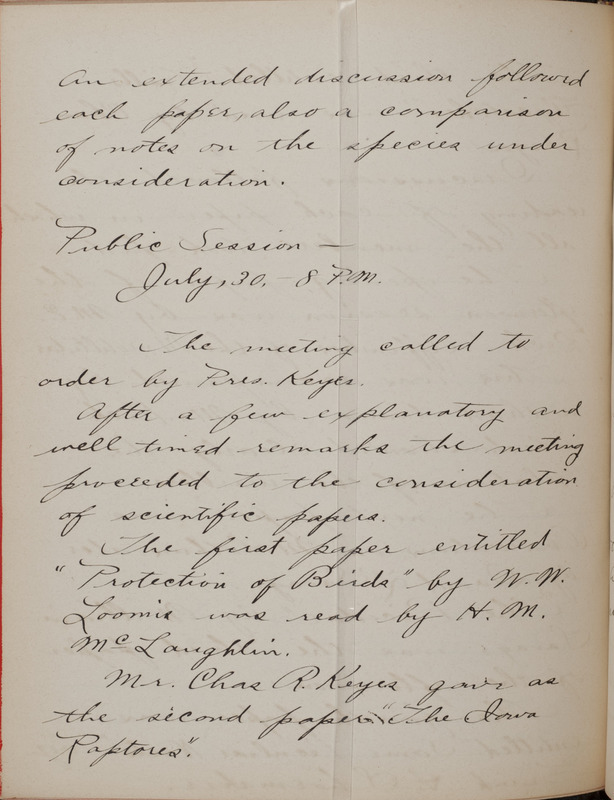 An extended discussion followed
each paper, also a comparison
of notes on the species under
consideration.
Public Session —
July, 30, - 8 P.M.
The meeting called to
order by Pres. Keyes.
After a few explanatory and
well timed remarks the meeting
proceeded to the consideration
of scientific papers.
The first paper entitled
"Protection of Birds" by W. W.
Loomis was read by H. M.
McLaughlin.
Mr. Chas R. Keyes gave as
the second paper "The Iowa
Raptores".